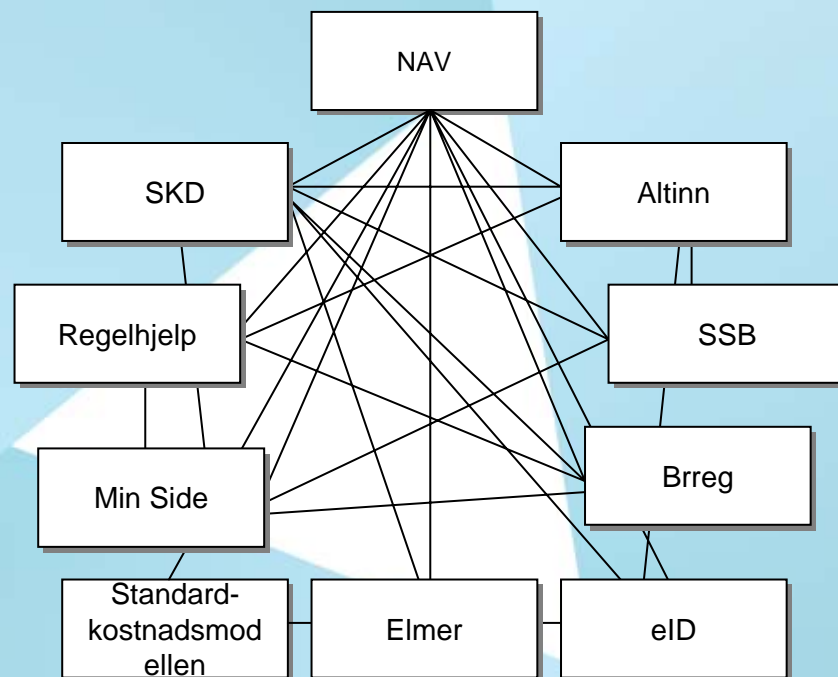 NAV
SKD
Altinn
Regelhjelp
SSB
Min Side
Brreg
Standard-
kostnadsmod
ellen
Elmer
eID